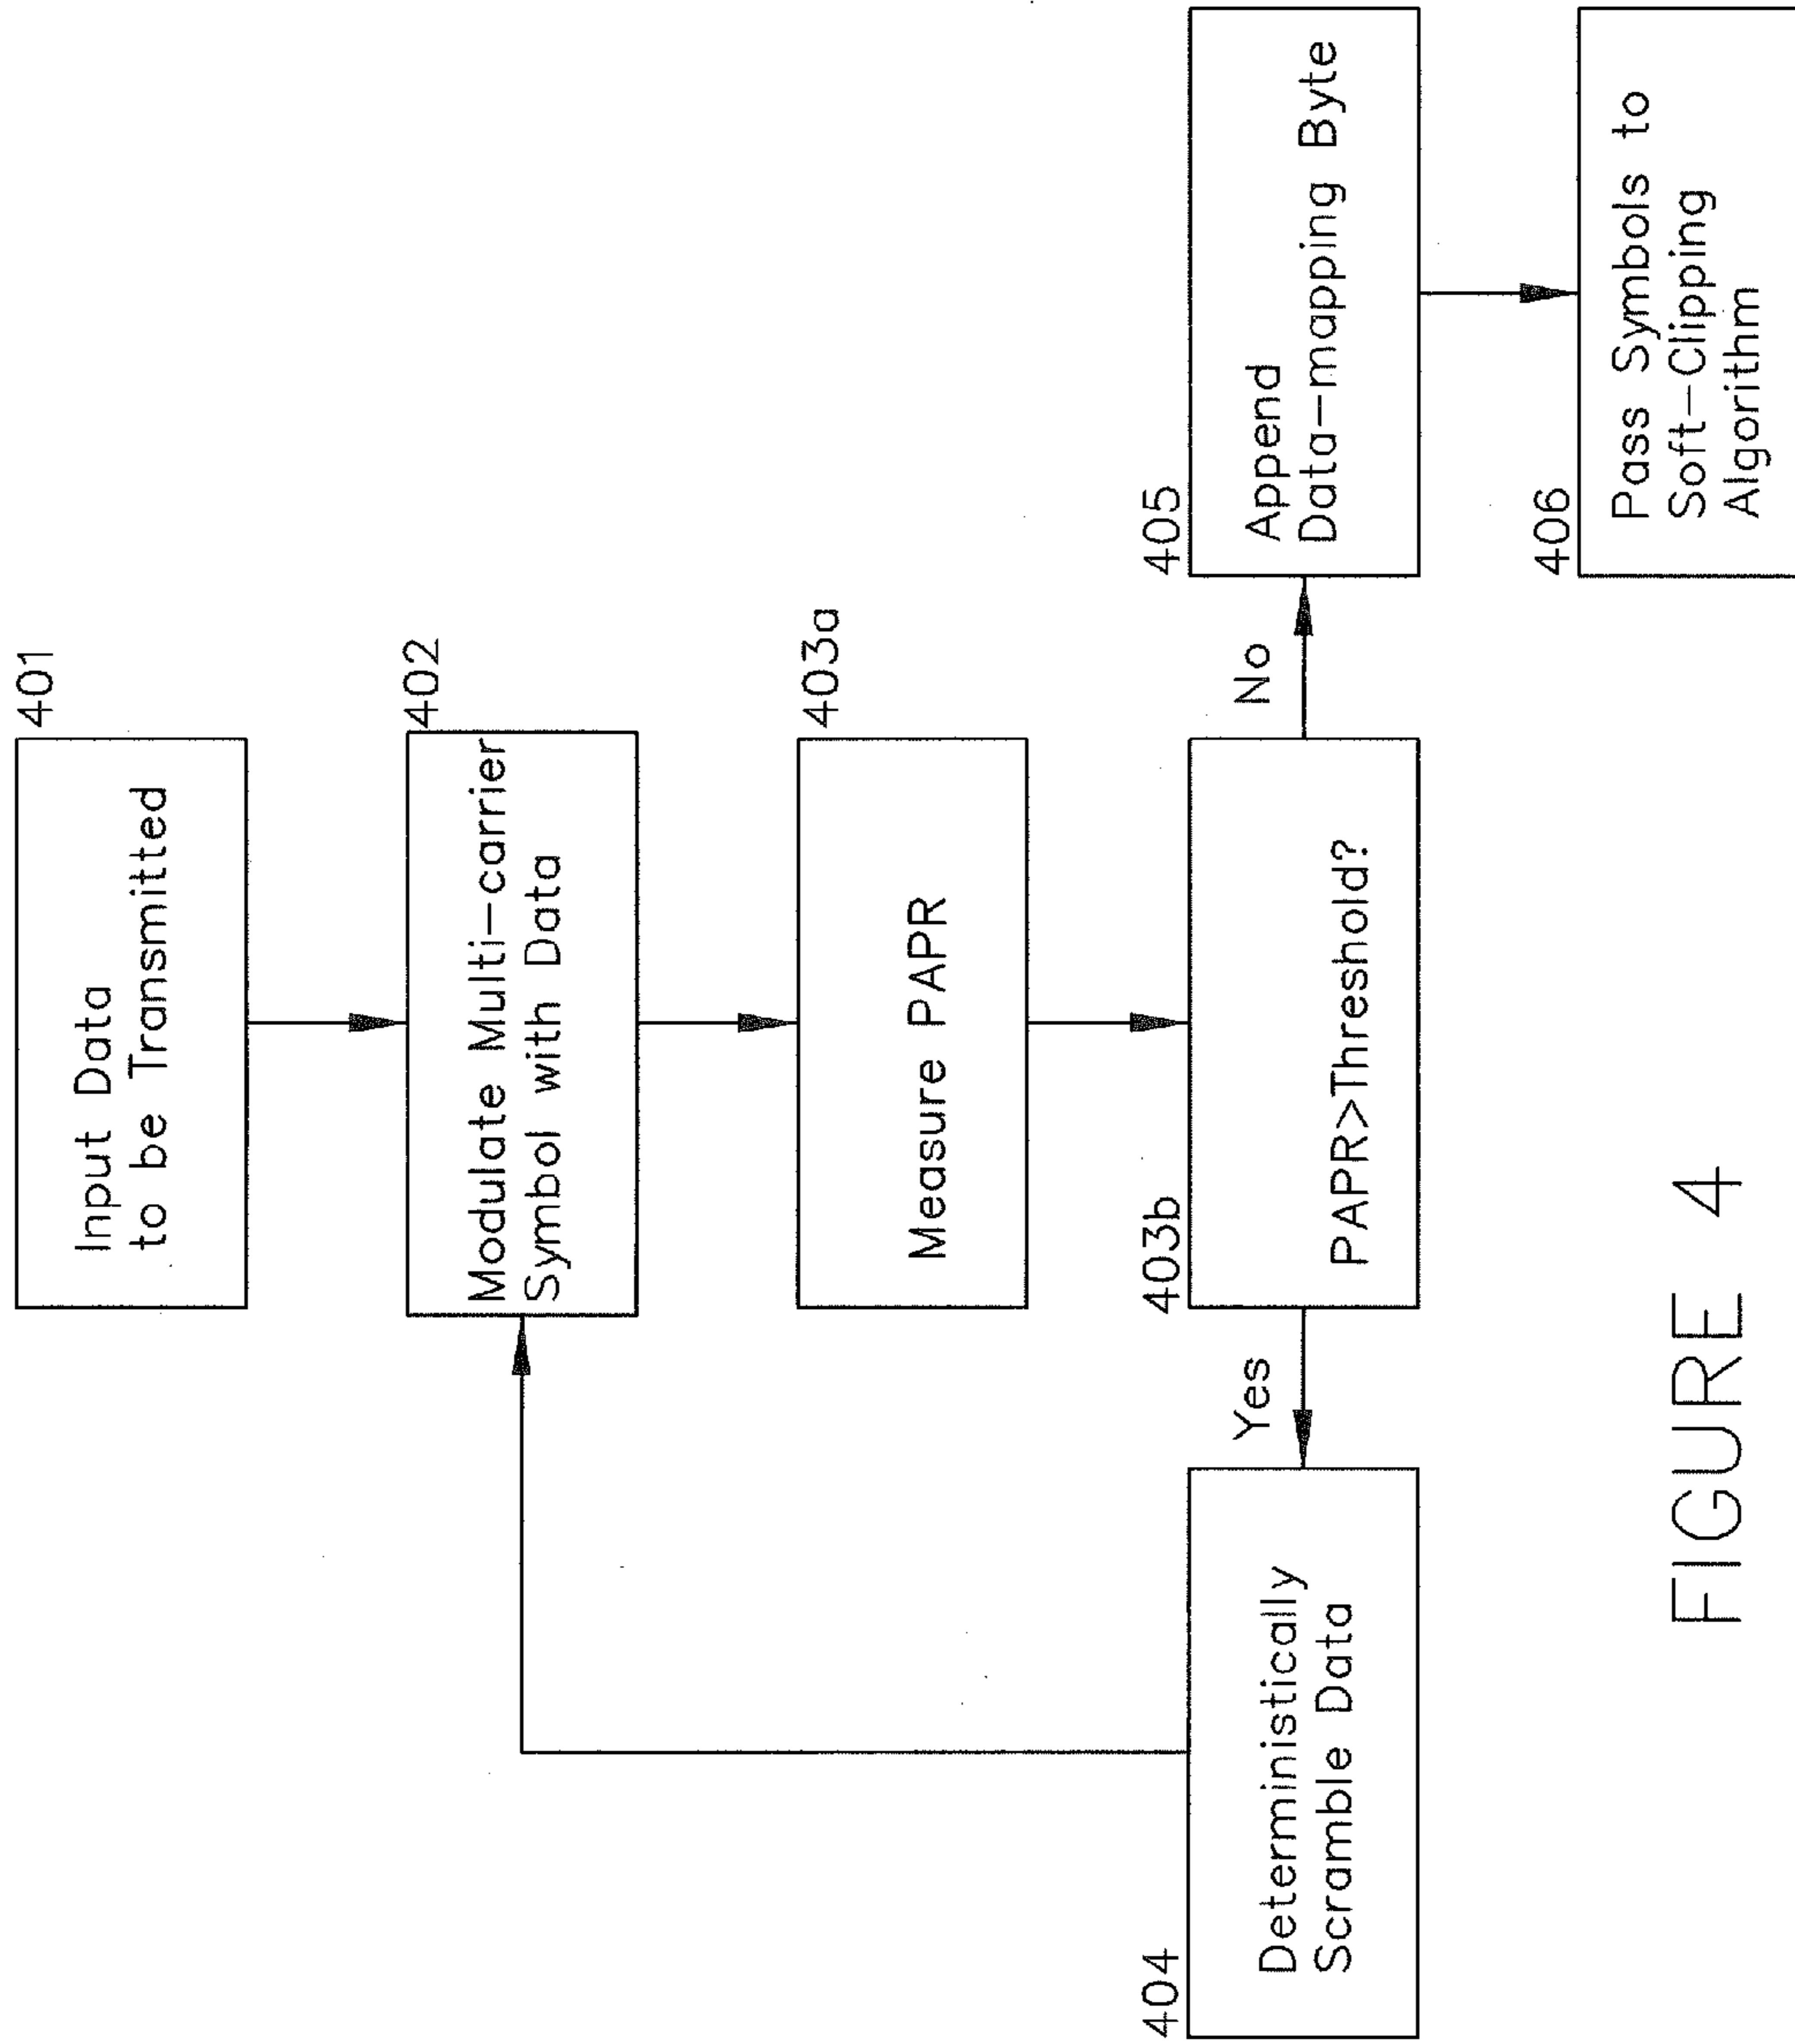 401
Input Data
to be Transmitted
402
Modulate Multi-carrier
Symbol with Data
403a
Measure PAPR
403b
PAPR>Threshold?
Yes
No
404
Deterministically
Scramble Data
405
Append
Data-mapping Byte
406
Pass Symbols to
Soft-Clipping
Algorithm
FIGURE 4